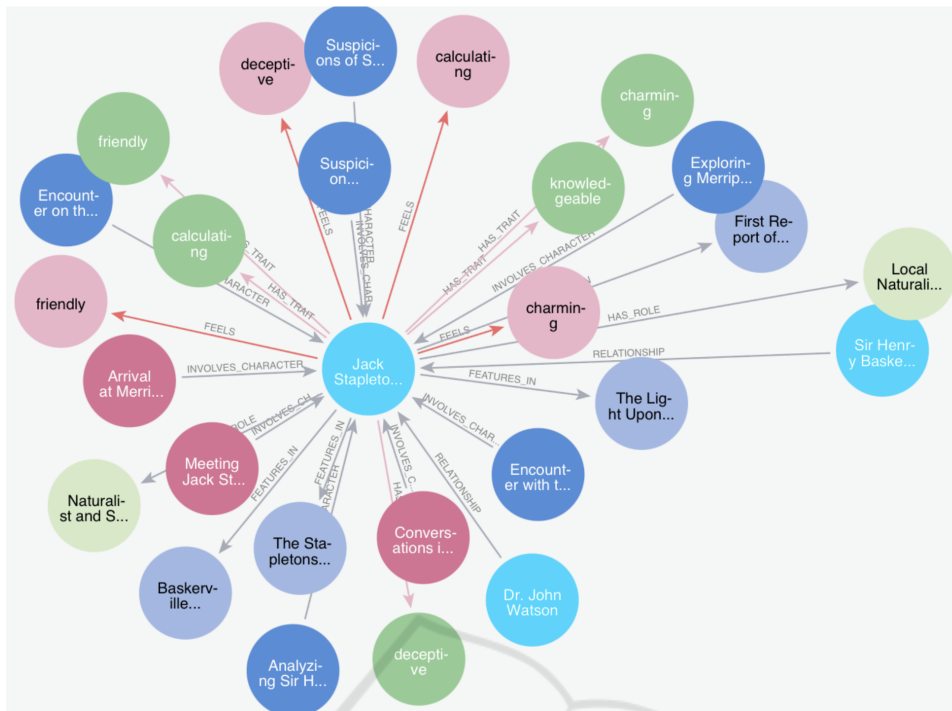 decepti-
ve
Suspici-
ons of S...
calculati-
ng
charmin-
g
friendly
Suspici-
on...
Explorin-
g Merrip...
Encount-
er on th...
knowled-
geable
First Re-
port of...
calculati-
ng
Local
Naturali...
friendly
charmin-
g
Sir Henr-
y Baske...
Jack
Stapleto...
Arrival
at Merri...
The Lig-
ht Upon...
Meeting
Jack St...
Encount-
er with t...
Naturali-
st and S...
The Sta-
pletons...
Conver-
sations i...
Baskerv-
ille...
Dr. John
Watson
Analyzi-
ng Sir H...
decepti-
ve
FEELS
FEELS
CHARACTER
INVOLVES_CHAR
HAS_TRAIT
HAS_TRAIT
INVOLVES_CHARACTER
S_TRAIT
HAS_TRAIT
CHARACTER
FEELS
FEELS
HAS_ROLE
RELATIONSHIP
INVOLVES_CHARACTER
FEATURES_IN
ROLE
INVOLVES_CH
FEATURES_IN
FEATURES_IN
ARACTER
INVOLVES_C...
INVOLVES_CHAR...
RELATIONSHIP